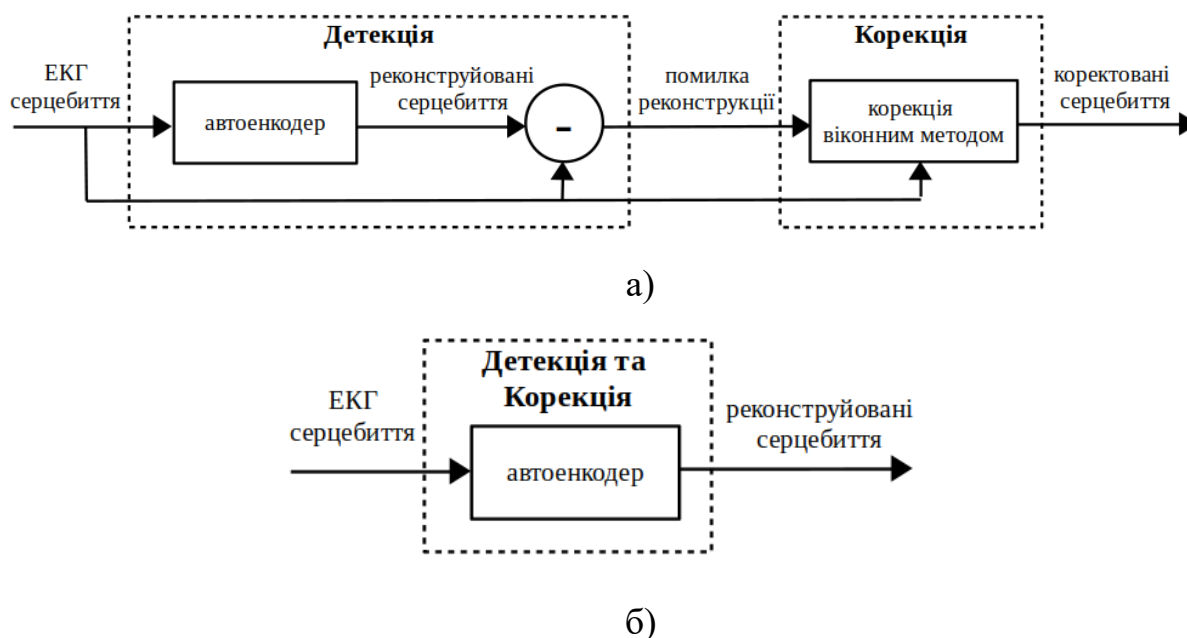 Детекція
Корекція
ЕКГ
серцебиття
автоенкодер
реконструйовані
серцебиття
-
помилка
реконструкції
корекція
віконним методом
коректовані
серцебиття
а)
Детекція та
Корекція
ЕКГ
серцебиття
автоенкодер
реконструйовані
серцебиття
б)